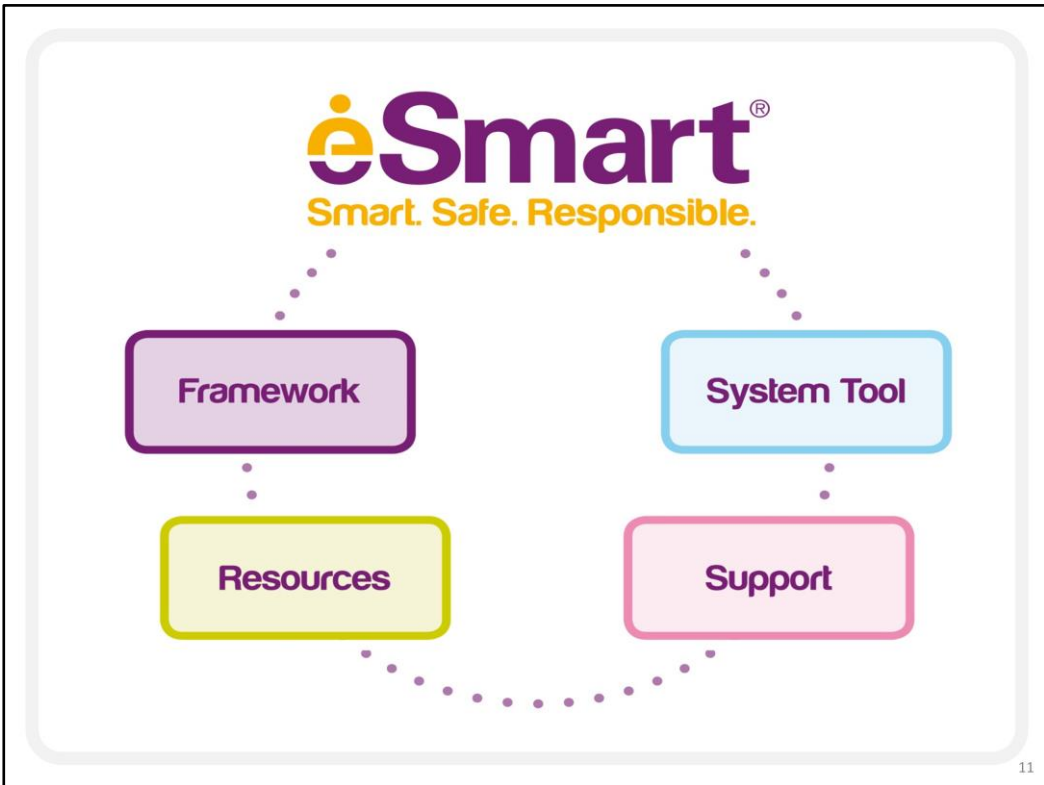 eSmart®
Smart. Safe. Responsible.
Framework
System Tool
Resources
Support
11